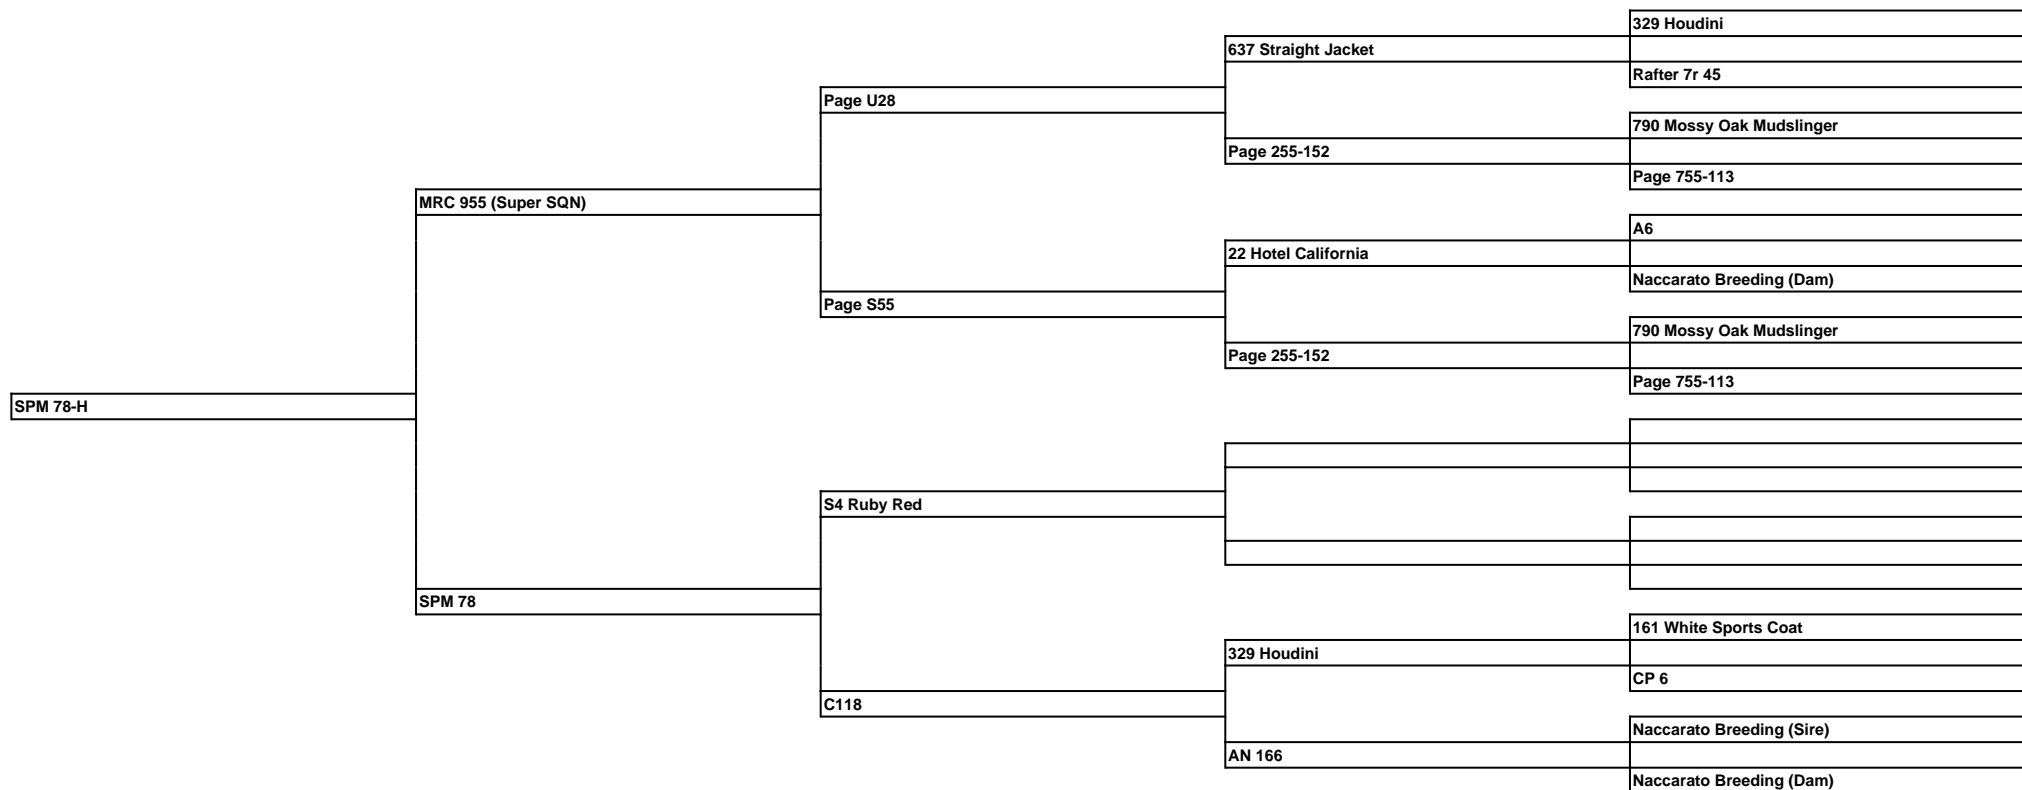 329 Houdini
637 Straight Jacket
Rafter 7r 45
Page U28
790 Mossy Oak Mudslinger
Page 255-152
Page 755-113
MRC 955 (Super SQN)
A6
22 Hotel California
Naccarato Breeding (Dam)
Page S55
790 Mossy Oak Mudslinger
Page 255-152
Page 755-113
SPM 78-H
S4 Ruby Red
SPM 78
161 White Sports Coat
329 Houdini
CP 6
C118
Naccarato Breeding (Sire)
AN 166
Naccarato Breeding (Dam)